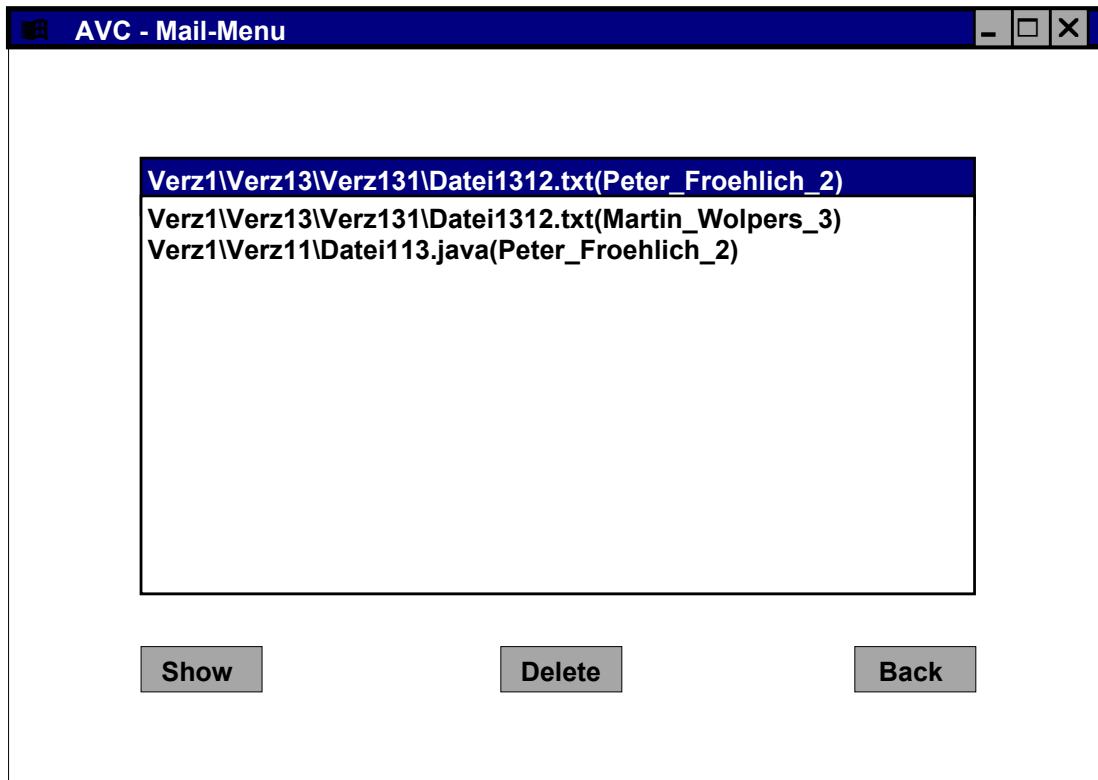 AVC - Mail-Menu
Verz1\Verz13\Verz131\Datei1312.txt(Peter_Froehlich_2)
Verz1\Verz13\Verz131\Datei1312.txt(Martin_Wolpers_3)
Verz1\Verz11\Datei113.java(Peter_Froehlich_2)
Show Delete Back